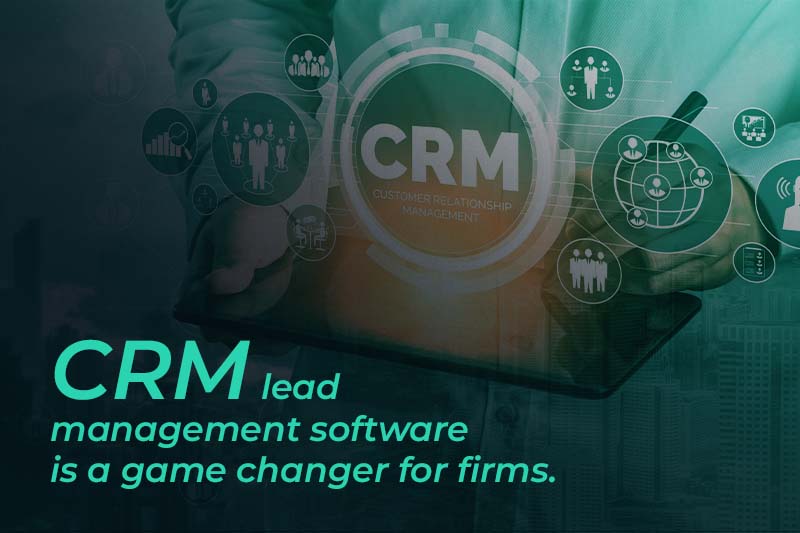 CRM
CUSTOMER RELATIONSHIP
MANAGEMENT
CRM lead
management software
is a game changer for firms.